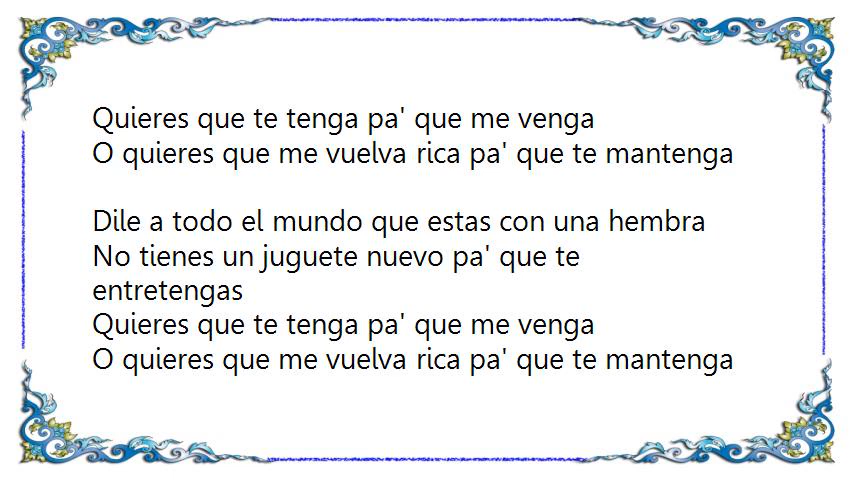 Quieres que te tenga pa' que me venga
O quieres que me vuelva rica pa' que te mantenga
Dile a todo el mundo que estas con una hembra
No tienes un juguete nuevo pa' que te
entretengas
Quieres que te tenga pa' que me venga
O quieres que me vuelva rica pa' que te mantenga